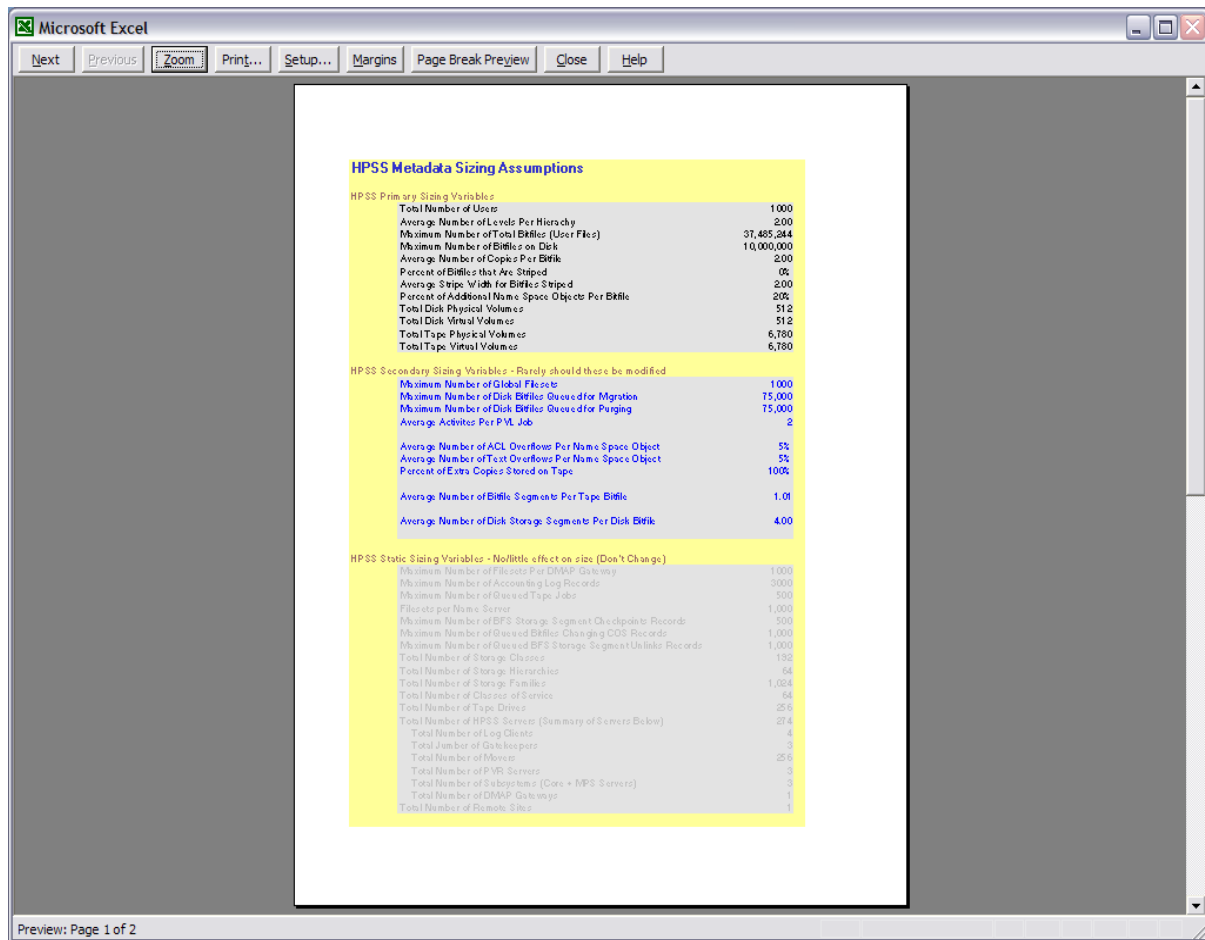 Microsoft Excel
Next Previous Zoom Print... Setup... Margins Page Break Preview Close Help
HPSS Metadata Sizing Assumptions
HPSS Primary Sizing Variables
Total Number of Users 1000
Average Number of Levels Per Hierachy 2.00
Maximum Number of Total Bitfiles (User Files) 37,485,244
Maximum Number of Bitfiles on Disk 10,000,000
Average Number of Copies Per Bitfile 2.00
Percent of Bitfiles that Are Striped 0%
Average Stripe Width for Bitfiles Striped 2.00
Percent of Additional Name Space Objects Per Bitfile 20%
Total Disk Physical Volumes 512
Total Disk Virtual Volumes 512
Total Tape Physical Volumes 6,780
Total Tape Virtual Volumes 6,780
HPSS Secondary Sizing Variables - Rarely should these be modified
Maximum Number of Global Filesets 1000
Maximum Number of Disk Bitfiles Queued for Migration 75,000
Maximum Number of Disk Bitfiles Queued for Purging 75,000
Average Activites Per PVL Job 2
Average Number of ACL Overflows Per Name Space Object 5%
Average Number of Text Overflows Per Name Space Object 5%
Percent of Extra Copies Stored on Tape 100%
Average Number of Bitfile Segments Per Tape Bitfile 1.01
Average Number of Disk Storage Segments Per Disk Bitfile 4.00
HPSS Static Sizing Variables - No/little effect on size (Don't Change)
Maximum Number of Filesets Per DMAP Gateway 1000
Maximum Number of Accounting Log Records 3000
Maximum Number of Queued Tape Jobs 500
Filesets per Name Server 1,000
Maximum Number of BFS Storage Segment Checkpoints Records 500
Maximum Number of Queued Bitfiles Changing COS Records 1,000
Maximum Number of Queued BFS Storage Segment Unlinks Records 1,000
Total Number of Storage Classes 192
Total Number of Storage Hierarchies 64
Total Number of Storage Families 1,024
Total Number of Classes of Service 64
Total Number of Tape Drives 256
Total Number of HPSS Servers (Summary of Servers Below) 274
Total Number of Log Clients 4
Total Jumber of Gatekeepers 3
Total Number of Movers 256
Total Number of PVR Servers 3
Total Number of Subsystems (Core + MPS Servers) 3
Total Number of DMAP Gateways 1
Total Number of Remote Sites 1
Preview: Page 1 of 2